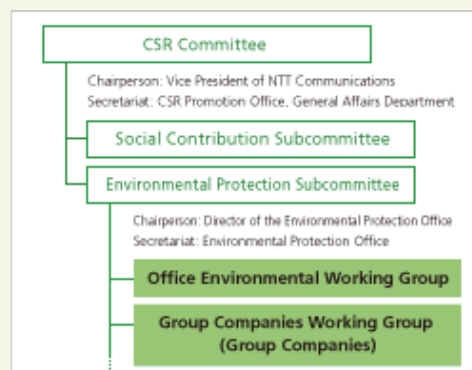 CSR Committee
Chairperson: Vice President of NTT Communications
Secretariat: CSR Promotion Office, General Affairs Department
Social Contribution Subcommittee
Environmental Protection Subcommittee
Chairperson: Director of the Environmental Protection Office
Secretariat: Environmental Protection Office
Office Environmental Working Group
Group Companies Working Group
(Group Companies)